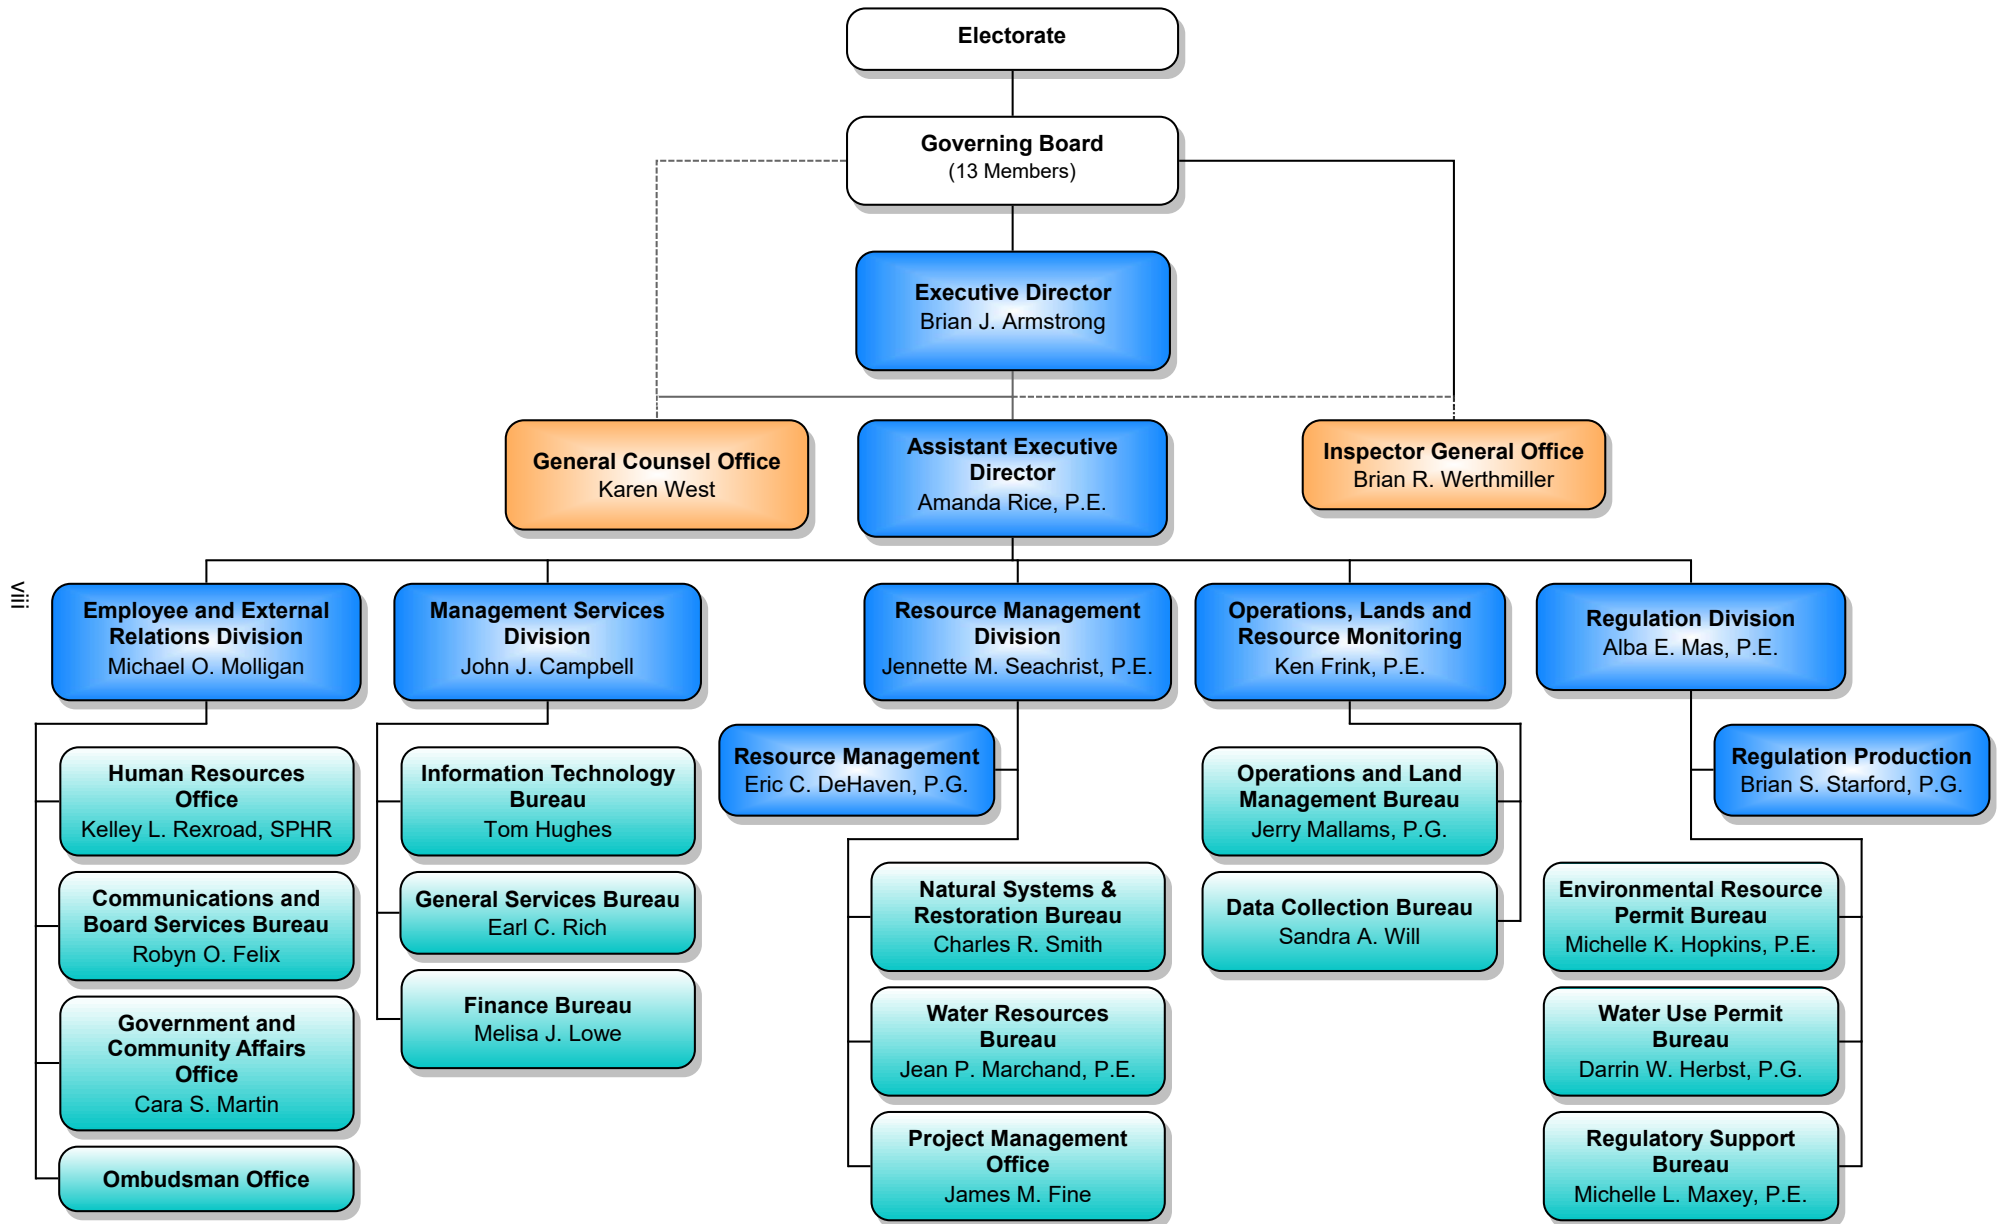 Electorate
Governing Board
(13 Members)
Executive Director
Brian J. Armstrong
General Counsel Office
Karen West
Assistant Executive
Director
Amanda Rice, P.E.
Inspector General Office
Brian R. Werthmiller
viii
Employee and External
Relations Division
Michael O. Molligan
Management Services
Division
John J. Campbell
Resource Management
Division
Jennette M. Seachrist, P.E.
Operations, Lands and
Resource Monitoring
Ken Frink, P.E.
Regulation Division
Alba E. Mas, P.E.
Human Resources
Office
Kelley L. Rexroad, SPHR
Communications and
Board Services Bureau
Robyn O. Felix
Government and
Community Affairs
Office
Cara S. Martin
Ombudsman Office
Information Technology
Bureau
Tom Hughes
General Services Bureau
Earl C. Rich
Finance Bureau
Melisa J. Lowe
Resource Management
Eric C. DeHaven, P.G.
Natural Systems &
Restoration Bureau
Charles R. Smith
Water Resources
Bureau
Jean P. Marchand, P.E.
Project Management
Office
James M. Fine
Operations and Land
Management Bureau
Jerry Mallams, P.G.
Data Collection Bureau
Sandra A. Will
Regulation Production
Brian S. Starford, P.G.
Environmental Resource
Permit Bureau
Michelle K. Hopkins, P.E.
Water Use Permit
Bureau
Darrin W. Herbst, P.G.
Regulatory Support
Bureau
Michelle L. Maxey, P.E.